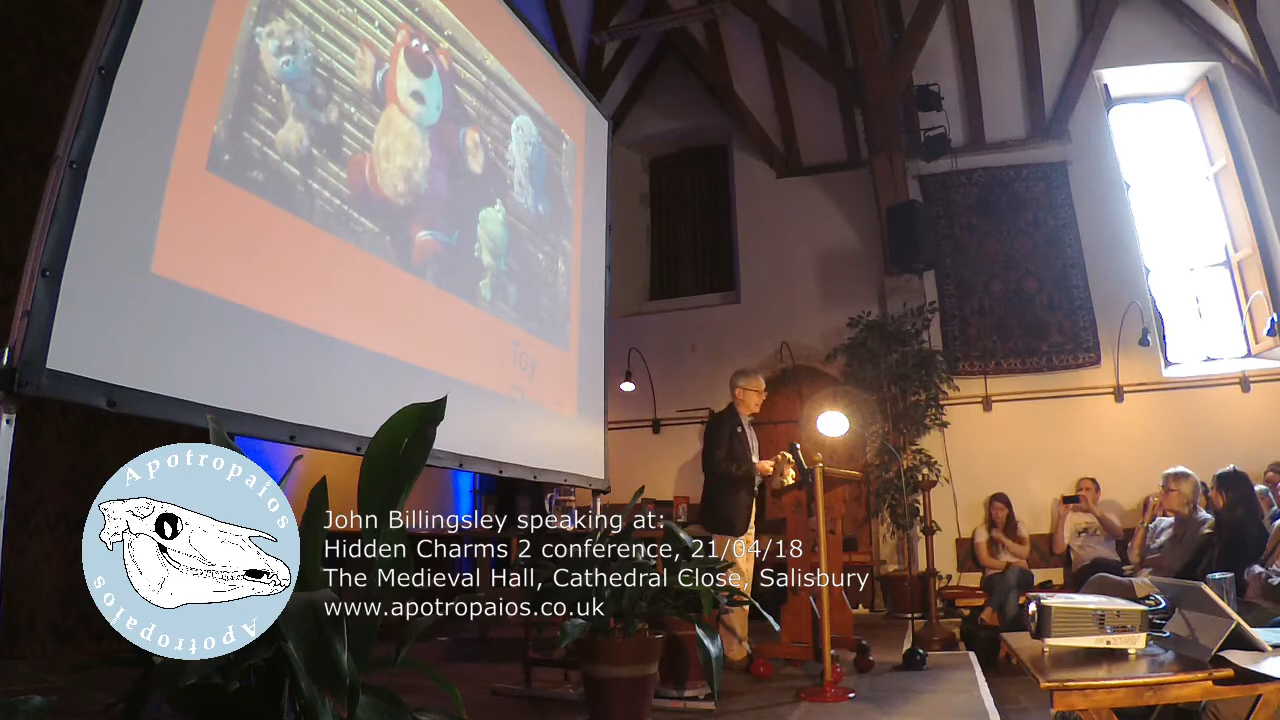 Toy
Apotropaios
Apotropaios
John Billingsley speaking at:
Hidden Charms 2 conference, 21/04/18
The Medieval Hall, Cathedral Close, Salisbury
www.apotropaios.co.uk